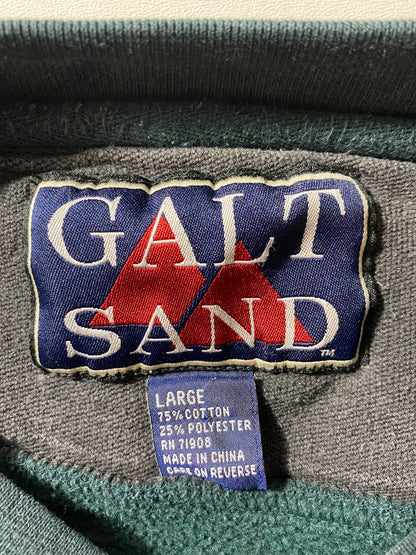 GALT
SAND
TM
LARGE
75% COTTON
25% POLYESTER
RN 71908
MADE IN CHINA
CARE ON REVERSE